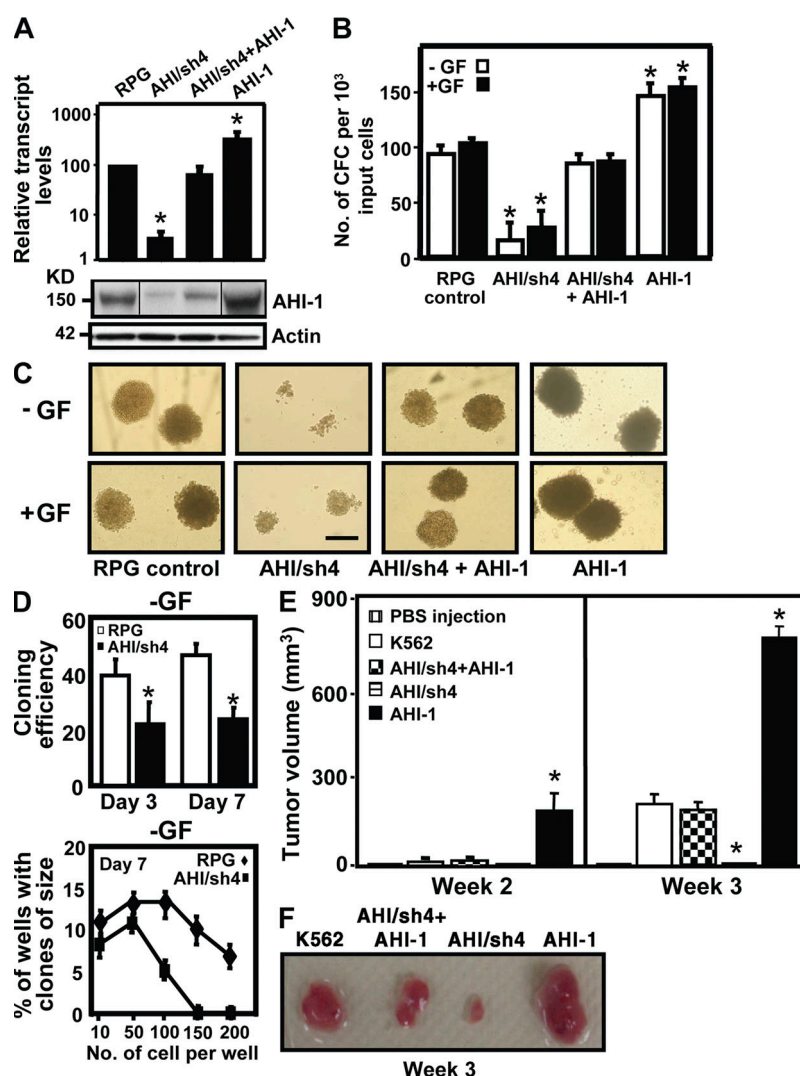 A
RPG
AHI/sh4
AHI/sh4+AHI-1
AHI-1
Relative transcript
levels
1000
100
10
1
*
*
KD
150
AHI-1
42
Actin
B
- GF
+GF
No. of CFC per 10³
input cells
150
100
50
0
* *
* *
RPG
control
AHI/sh4
AHI/sh4
+ AHI-1
AHI-1
C
- GF
+GF
RPG control
AHI/sh4
AHI/sh4 + AHI-1
AHI-1
D
-GF
RPG
AHI/sh4
Cloning
efficiency
60
40
20
0
* *
Day 3
Day 7
-GF
Day 7
RPG
AHI/sh4
% of wells with
clones of size
20
15
10
5
0
10 50 100 150 200
No. of cell per well
E
PBS injection
K562
AHI/sh4+AHI-1
AHI/sh4
AHI-1
Tumor volume (mm³)
900
600
300
0
*
*
*
Week 2
Week 3
F
K562
AHI/sh4+
AHI-1
AHI/sh4
AHI-1
Week 3